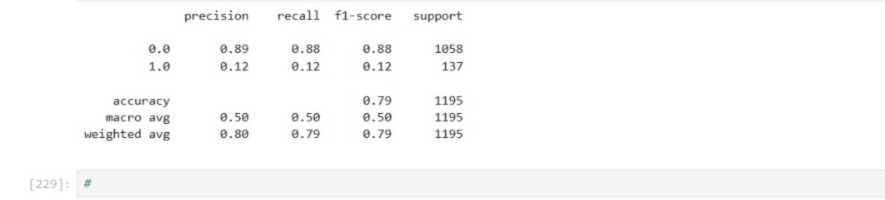 precision recall f1-score support
0.0 0.89 0.88 0.88 1058
1.0 0.12 0.12 0.12 137
accuracy 0.79 1195
macro avg 0.50 0.50 0.50 1195
weighted avg 0.80 0.79 0.79 1195
[229]: #